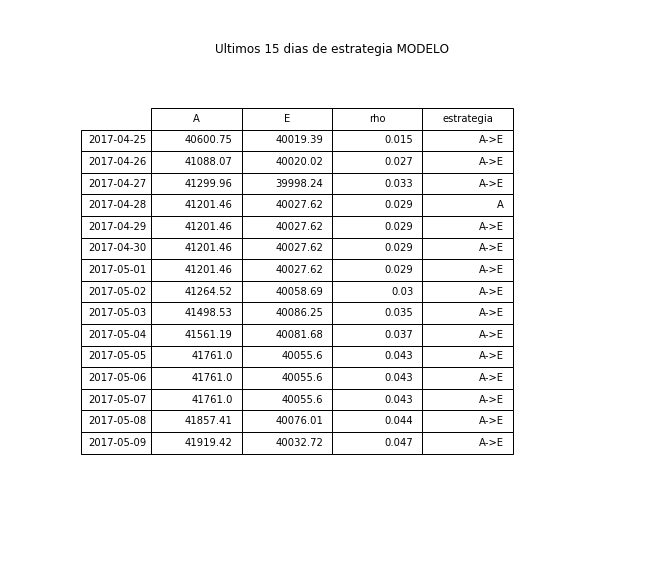 Ultimos 15 dias de estrategia MODELO
A E rho estrategia
2017-04-25 40600.75 40019.39 0.015 A->E
2017-04-26 41088.07 40020.02 0.027 A->E
2017-04-27 41299.96 39998.24 0.033 A->E
2017-04-28 41201.46 40027.62 0.029 A
2017-04-29 41201.46 40027.62 0.029 A->E
2017-04-30 41201.46 40027.62 0.029 A->E
2017-05-01 41201.46 40027.62 0.029 A->E
2017-05-02 41264.52 40058.69 0.03 A->E
2017-05-03 41498.53 40086.25 0.035 A->E
2017-05-04 41561.19 40081.68 0.037 A->E
2017-05-05 41761.0 40055.6 0.043 A->E
2017-05-06 41761.0 40055.6 0.043 A->E
2017-05-07 41761.0 40055.6 0.043 A->E
2017-05-08 41857.41 40076.01 0.044 A->E
2017-05-09 41919.42 40032.72 0.047 A->E